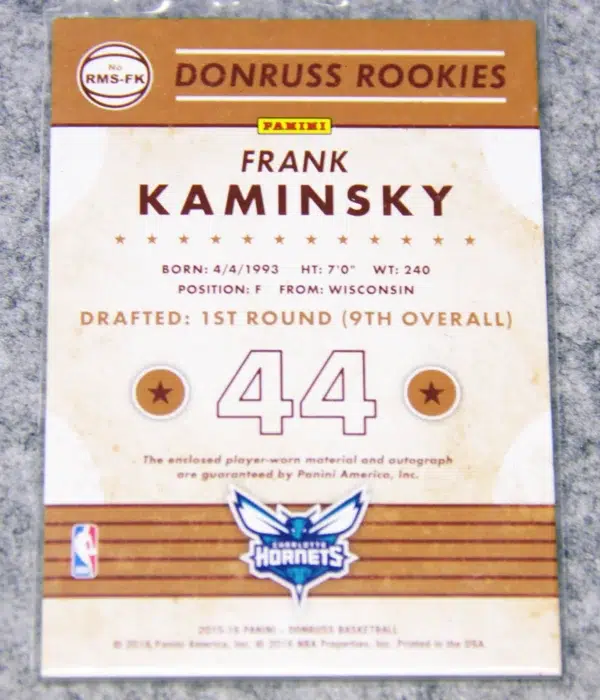 No
RMS-FK
DONRUSS ROOKIES
PANINI
FRANK
KAMINSKY
BORN: 4/4/1993 HT: 7'0" WT: 240
POSITION: F FROM: WISCONSIN
DRAFTED: 1ST ROUND (9TH OVERALL)
44
The enclosed player-worn material and autograph
are guaranteed by Panini America, Inc.
CHARLOTTE
HORNETS
2015-16 PANINI - DONRUSS BASKETBALL
© 2016 Panini America, Inc. © 2016 NBA Properties, Inc. Printed in the USA.